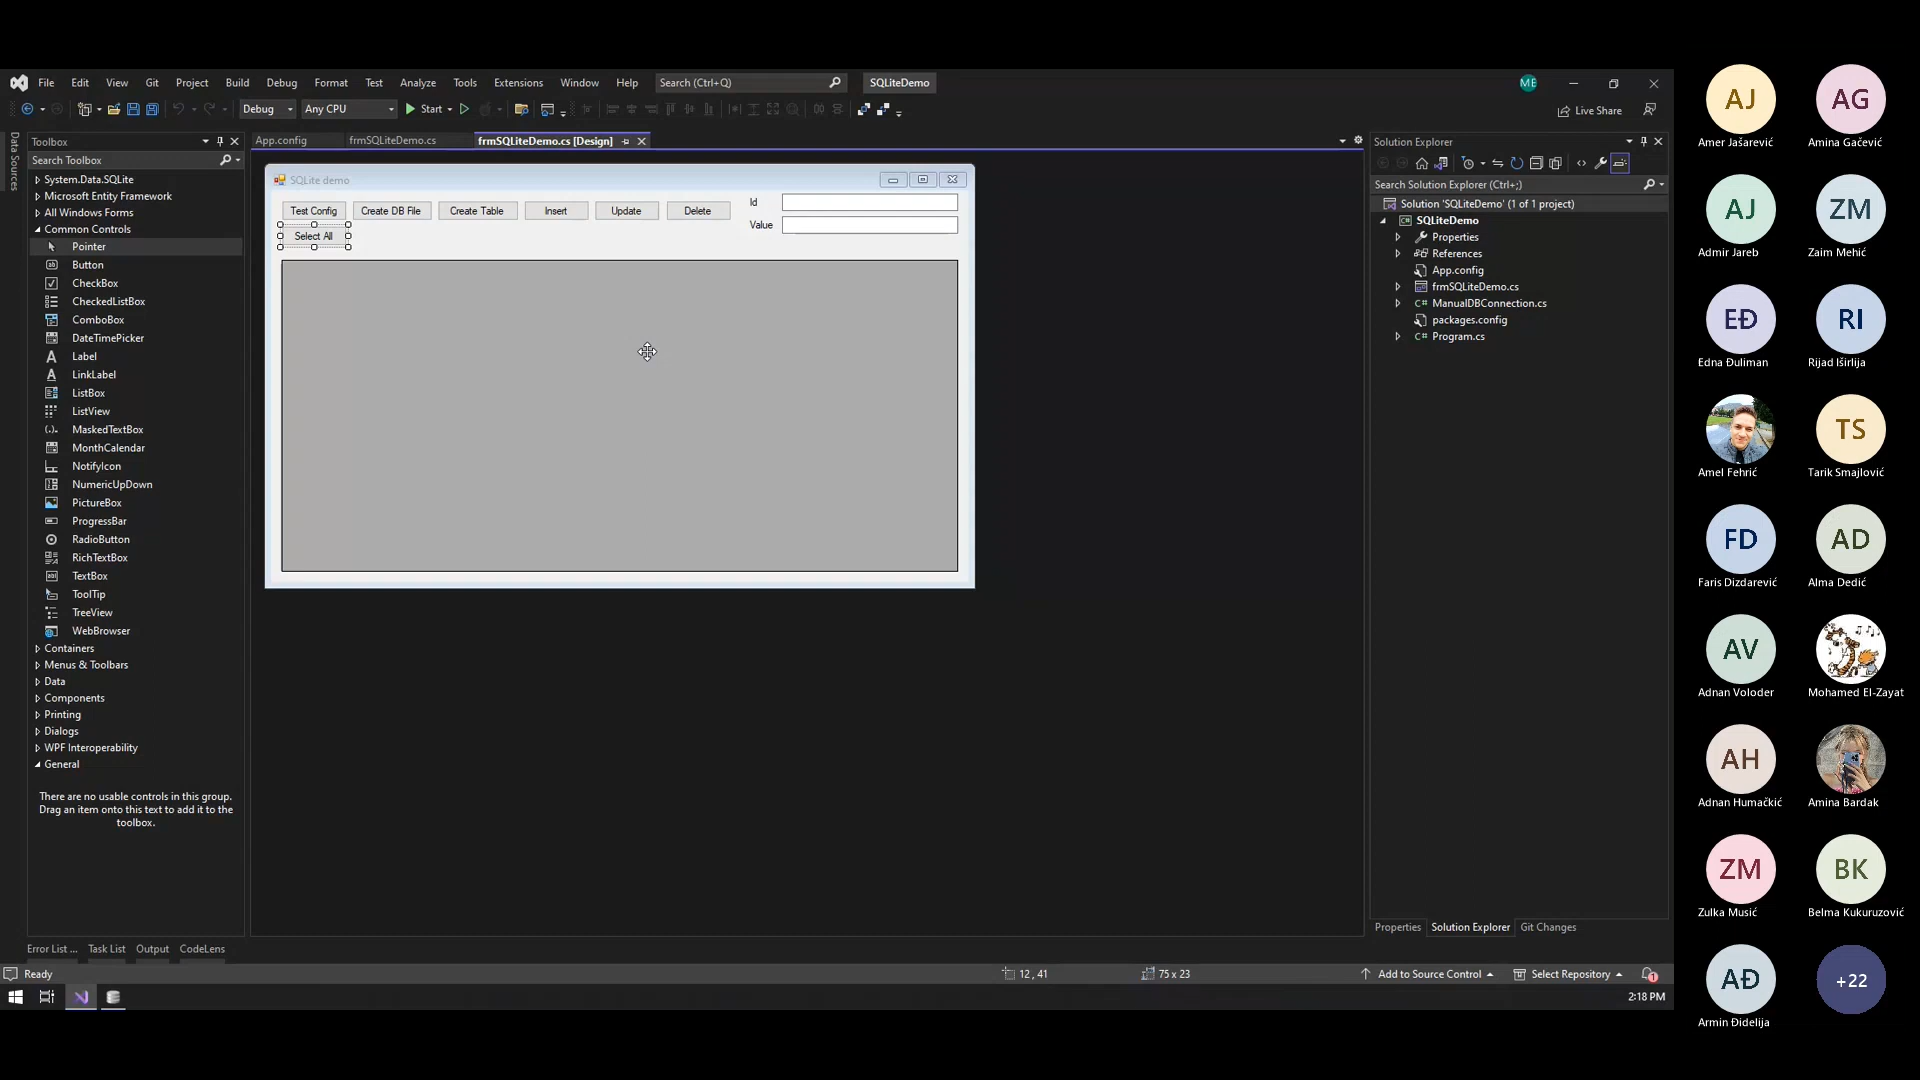 File Edit View Git Project Build Debug Format Test Analyze Tools Extensions Window Help Search (Ctrl+Q) SQLiteDemo ME
Debug Any CPU Start Live Share
Data Sources
Toolbox
Search Toolbox
System.Data.SQLite
Microsoft Entity Framework
All Windows Forms
Common Controls
Pointer
Button
CheckBox
CheckedListBox
ComboBox
DateTimePicker
Label
LinkLabel
ListBox
ListView
MaskedTextBox
MonthCalendar
NotifyIcon
NumericUpDown
PictureBox
ProgressBar
RadioButton
RichTextBox
TextBox
ToolTip
TreeView
WebBrowser
Containers
Menus & Toolbars
Data
Components
Printing
Dialogs
WPF Interoperability
General
There are no usable controls in this group.
Drag an item onto this text to add it to the
toolbox.
App.config frmSQLiteDemo.cs frmSQLiteDemo.cs [Design]
SQLite demo
Test Config Create DB File Create Table Insert Update Delete Id
Value
Select All
Solution Explorer
Search Solution Explorer (Ctrl+;)
Solution 'SQLiteDemo' (1 of 1 project)
SQLiteDemo
Properties
References
App.config
frmSQLiteDemo.cs
ManualDBConnection.cs
packages.config
Program.cs
Properties Solution Explorer Git Changes
Error List ... Task List Output CodeLens
Ready 12 , 41 75 x 23 Add to Source Control Select Repository 1
2:18 PM
AJ AG
Amer Jašarević Amina Gačević
AJ ZM
Admir Jareb Zaim Mehić
EĐ RI
Edna Đuliman Rijad Iširlija
TS
Amel Fehrić Tarik Smajlović
FD AD
Faris Dizdarević Alma Dedić
AV
Adnan Voloder Mohamed El-Zayat
AH
Adnan Humačkić Amina Bardak
ZM BK
Zulka Musić Belma Kukuruzović
AĐ +22
Armin Đidelija